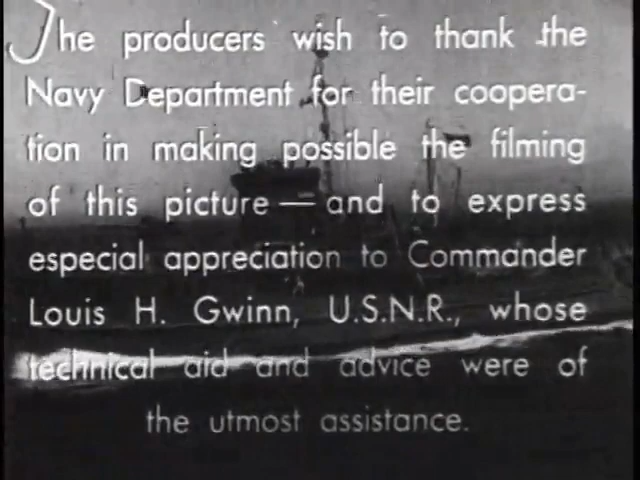 The producers wish to thank the
Navy Department for their coopera-
tion in making possible the filming
of this picture — and to express
especial appreciation to Commander
Louis H. Gwinn, U.S.N.R., whose
technical aid and advice were of
the utmost assistance.